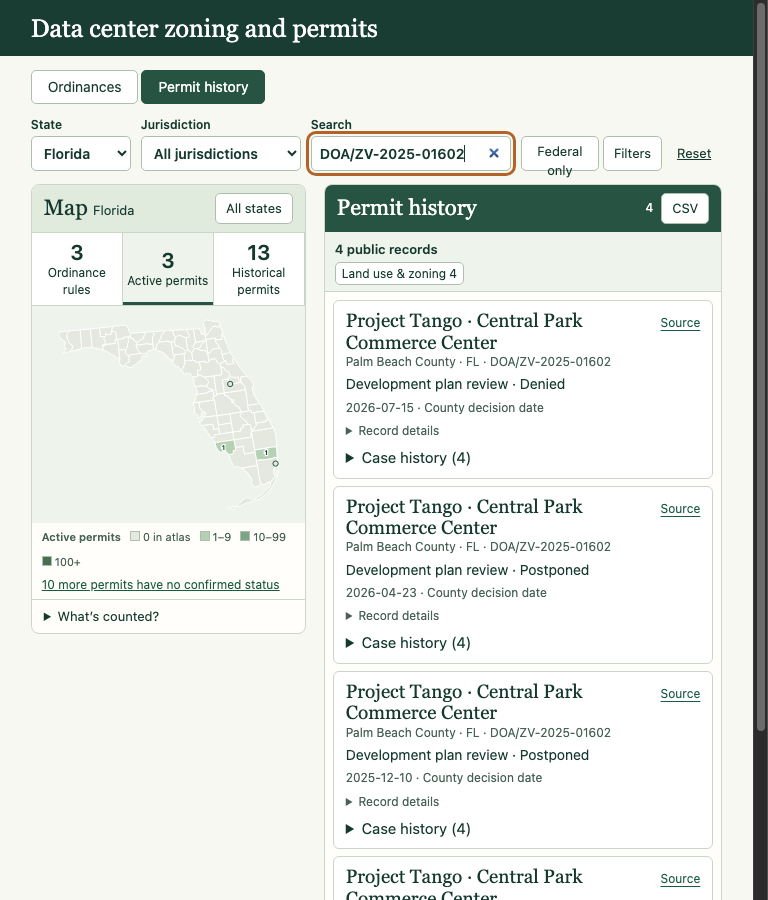 Data center zoning and permits
Ordinances
Permit history
State
Jurisdiction
Search
Florida
All jurisdictions
DOA/ZV-2025-01602
Federal
only
Filters
Reset
Map Florida
All states
3
Ordinance
rules
3
Active permits
13
Historical
permits
1
1
Active permits
0 in atlas
1–9
10–99
100+
10 more permits have no confirmed status
What's counted?
Permit history
4
CSV
4 public records
Land use & zoning 4
Project Tango · Central Park
Commerce Center
Source
Palm Beach County · FL · DOA/ZV-2025-01602
Development plan review · Denied
2026-07-15 · County decision date
Record details
Case history (4)
Project Tango · Central Park
Commerce Center
Source
Palm Beach County · FL · DOA/ZV-2025-01602
Development plan review · Postponed
2026-04-23 · County decision date
Record details
Case history (4)
Project Tango · Central Park
Commerce Center
Source
Palm Beach County · FL · DOA/ZV-2025-01602
Development plan review · Postponed
2025-12-10 · County decision date
Record details
Case history (4)
Project Tango · Central Park
Commerce Center
Source